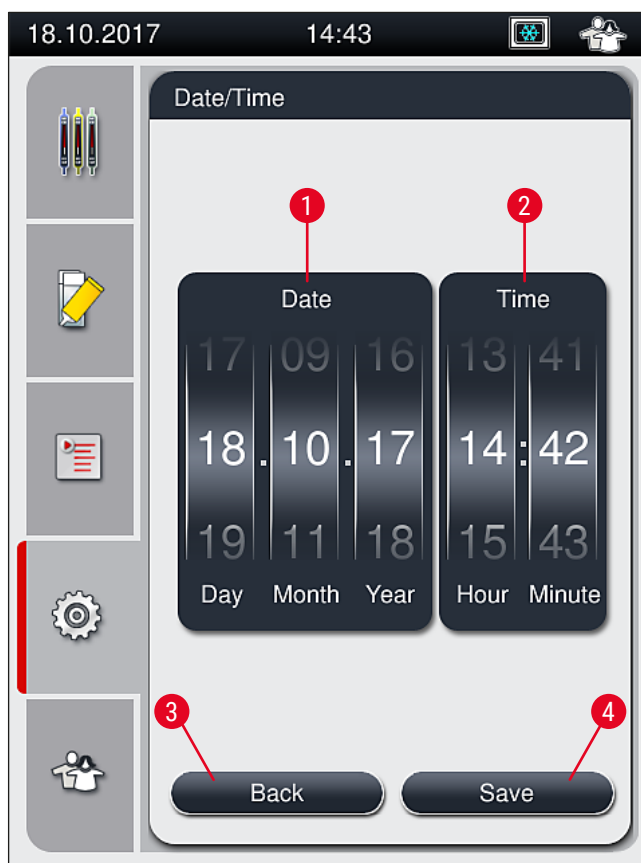 18.10.2017 14:43
Date/Time
1 2
Date Time
17 09 16 13 41
18 . 10 . 17 14 : 42
19 11 18 15 43
Day Month Year Hour Minute
3 4
Back Save